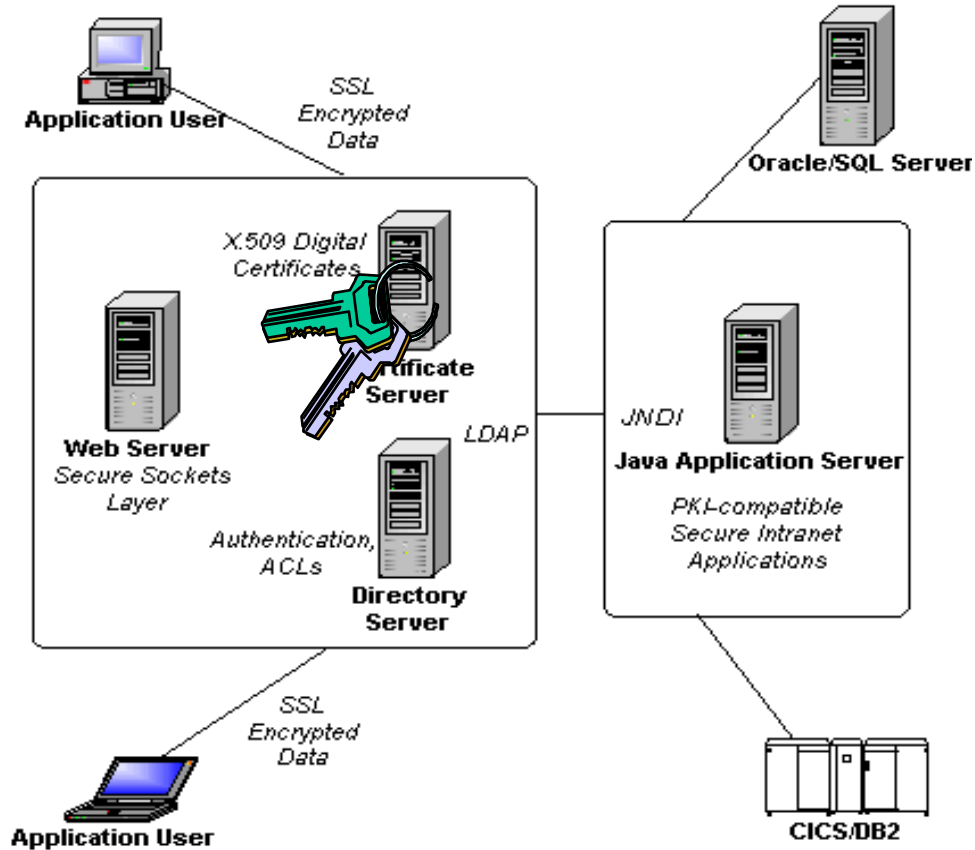 Application User
SSL
Encrypted
Data
Oracle/SQL Server
X.509 Digital
Certificates
Server
Web Server
Secure Sockets
Layer
LDAP
JNDI
Java Application Server
PKI-compatible
Secure Intranet
Applications
Authentication,
ACLs
Directory
Server
SSL
Encrypted
Data
Application User
CICS/DB2